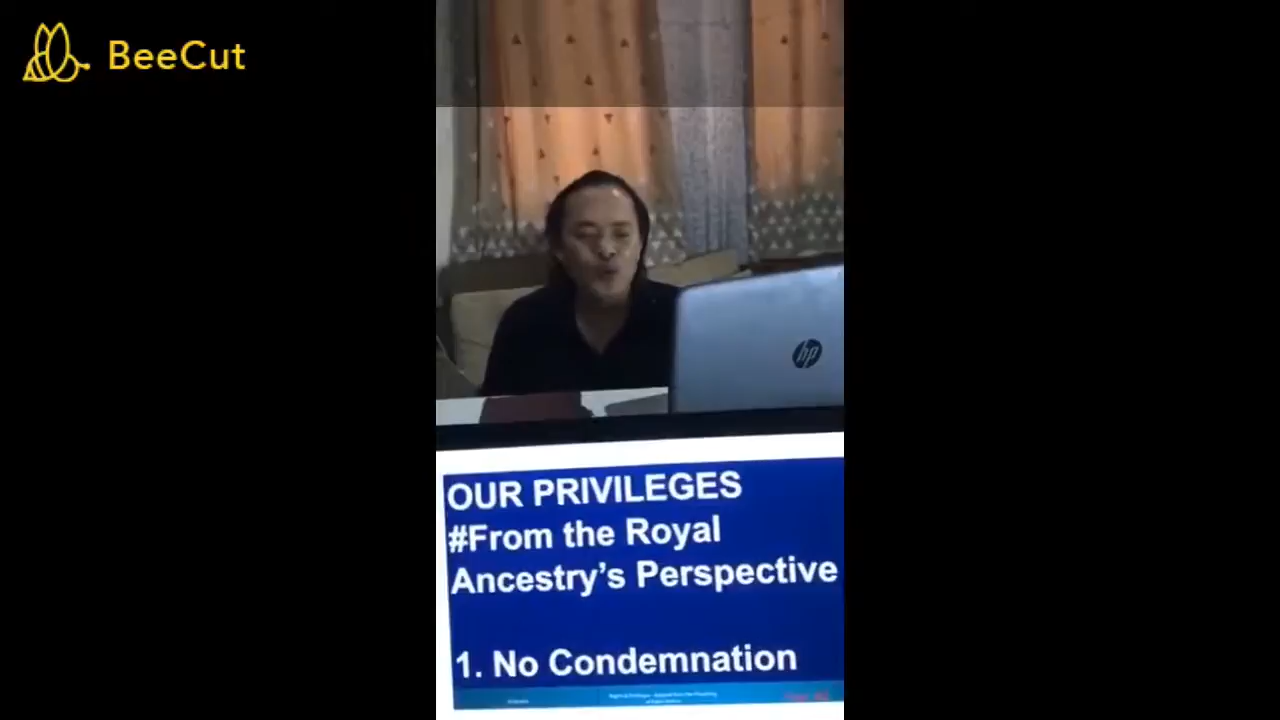 BeeCut
hp
OUR PRIVILEGES
#From the Royal
Ancestry's Perspective
1. No Condemnation